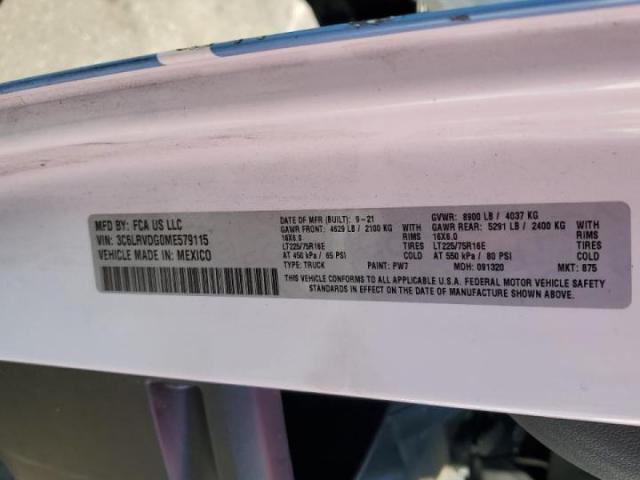 MFD BY: FCA US LLC
VIN: 3C6LRVDG0ME579115
VEHICLE MADE IN: MEXICO
DATE OF MFR (BUILT): 9-21
GAWR FRONT: 4629 LB / 2100 KG
16X6.0 RIMS
LT225/75R16E TIRES
AT 450 kPa / 65 PSI COLD
TYPE: TRUCK PAINT: PW7
GVWR: 8900 LB / 4037 KG
GAWR REAR: 5291 LB / 2400 KG
16X6.0 RIMS
LT225/75R16E TIRES
AT 550 kPa / 80 PSI COLD
MDH: 091320 MKT: 875
THIS VEHICLE CONFORMS TO ALL APPLICABLE U.S.A. FEDERAL MOTOR VEHICLE SAFETY
STANDARDS IN EFFECT ON THE DATE OF MANUFACTURE SHOWN ABOVE.